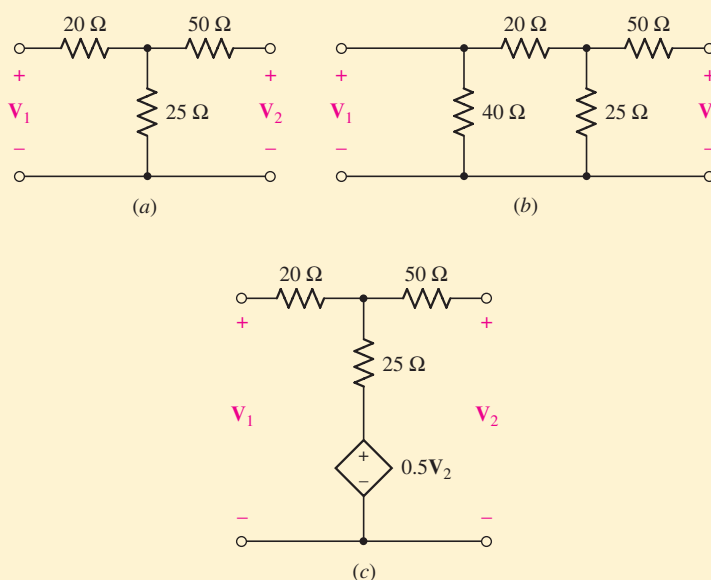 20 Ω 50 Ω
+ +
V₁ 25 Ω V₂
− −
(a)
20 Ω 50 Ω
+ +
V₁ 40 Ω 25 Ω V
− −
(b)
20 Ω 50 Ω
+ +
25 Ω
V₁ V₂
+
− 0.5V₂
− −
(c)